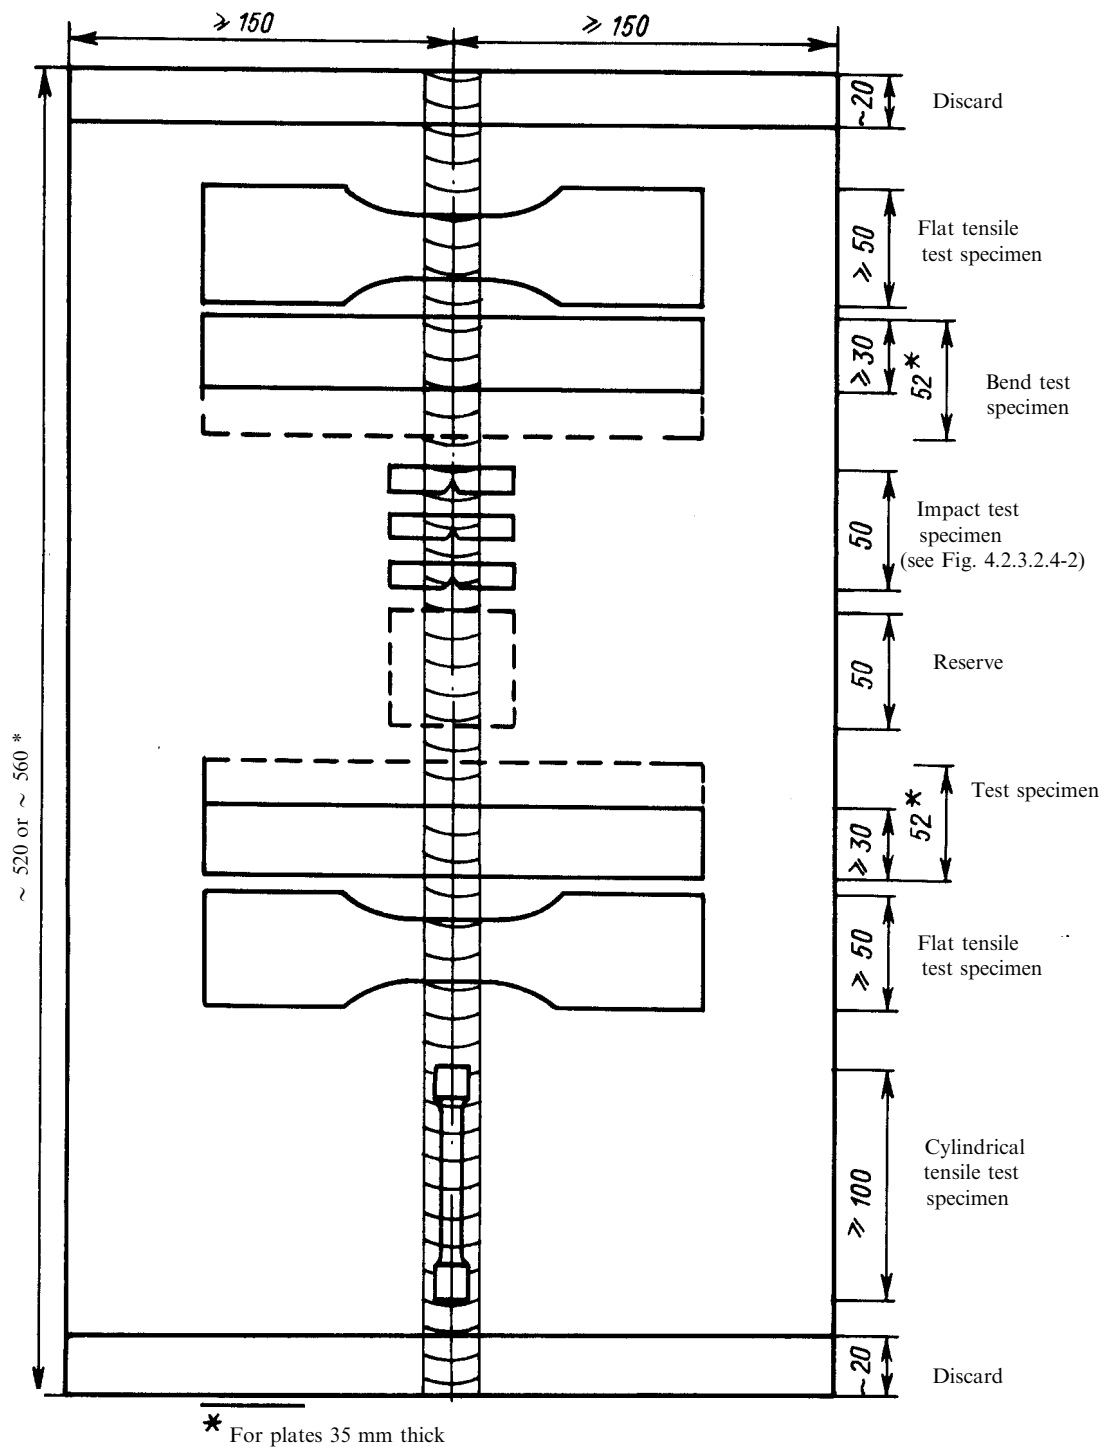 ⩾ 150
⩾ 150
~20
Discard
⩾ 50
Flat tensile
test specimen
⩾ 30
52*
Bend test
specimen
50
Impact test
specimen
(see Fig. 4.2.3.2.4-2)
50
Reserve
~ 520 or ~ 560 *
52*
Test specimen
⩾ 30
⩾ 50
Flat tensile
test specimen
⩾ 100
Cylindrical
tensile test
specimen
~20
Discard
* For plates 35 mm thick